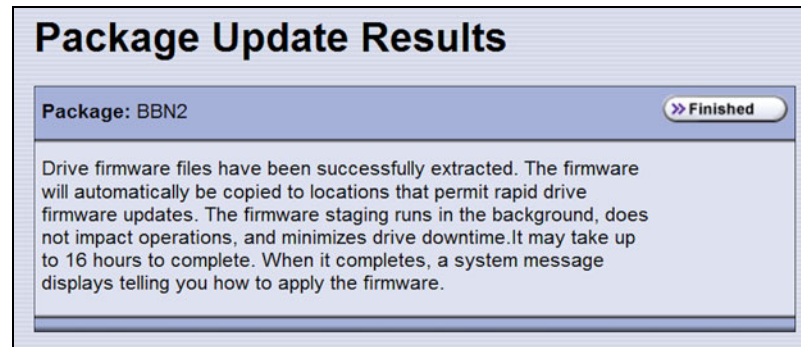 Package Update Results
Package: BBN2
Finished
Drive firmware files have been successfully extracted. The firmware
will automatically be copied to locations that permit rapid drive
firmware updates. The firmware staging runs in the background, does
not impact operations, and minimizes drive downtime.It may take up
to 16 hours to complete. When it completes, a system message
displays telling you how to apply the firmware.